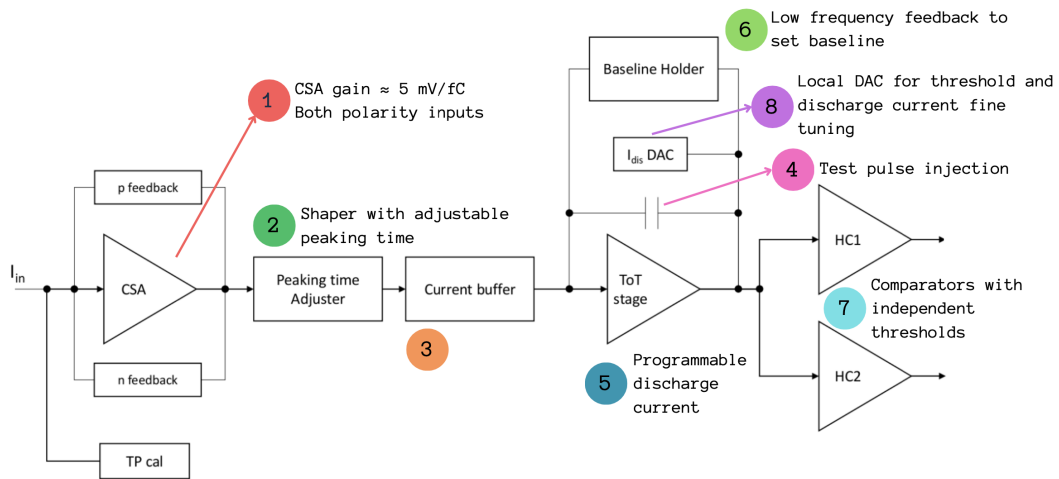 6
Low frequency feedback to
set baseline
Baseline Holder
1
CSA gain ≈ 5 mV/fC
Both polarity inputs
8
Local DAC for threshold and
discharge current fine
tuning
I_dis DAC
4
Test pulse injection
p feedback
2
Shaper with adjustable
peaking time
I_in
CSA
Peaking time
Adjuster
Current buffer
ToT
stage
HC1
3
7
Comparators with
independent
thresholds
n feedback
5
Programmable
discharge
current
HC2
TP cal